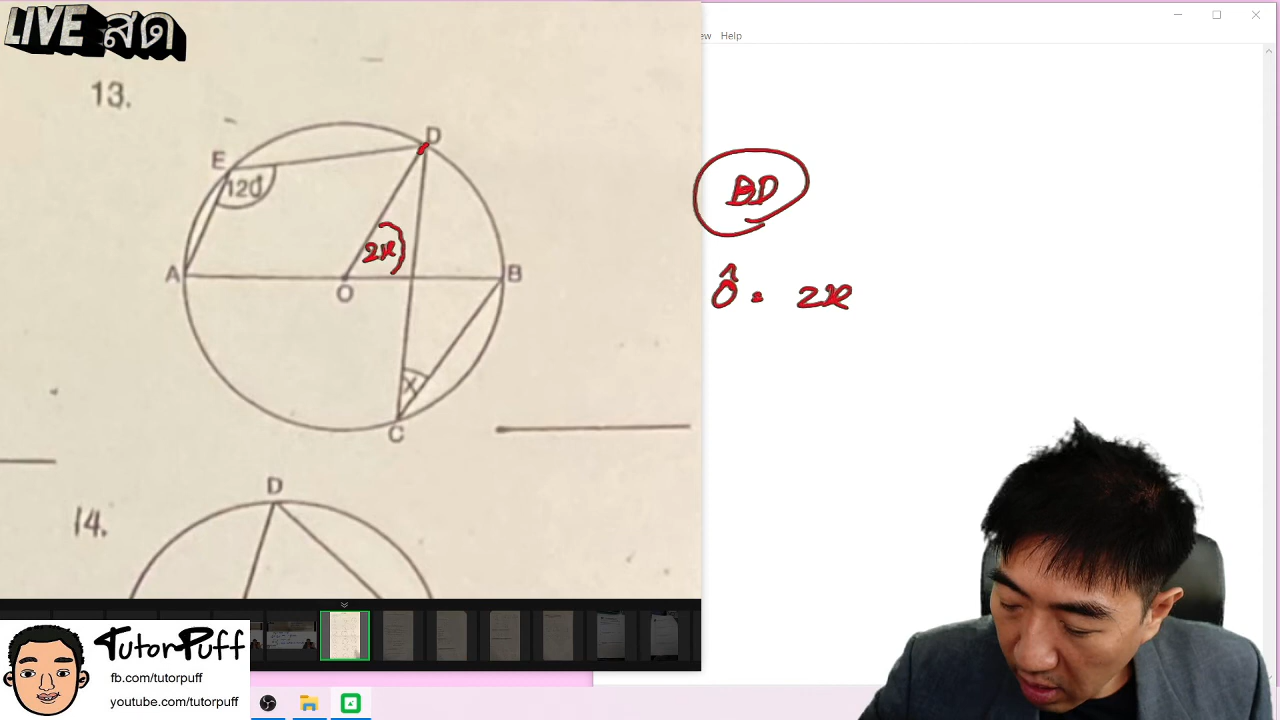 LIVE สด
ew Help
13.
D
E
120
BD
2x
A
O
B
Ô = 2x
x
C
D
14.
TUTORPUFF
fb.com/tutorpuff
youtube.com/tutorpuff